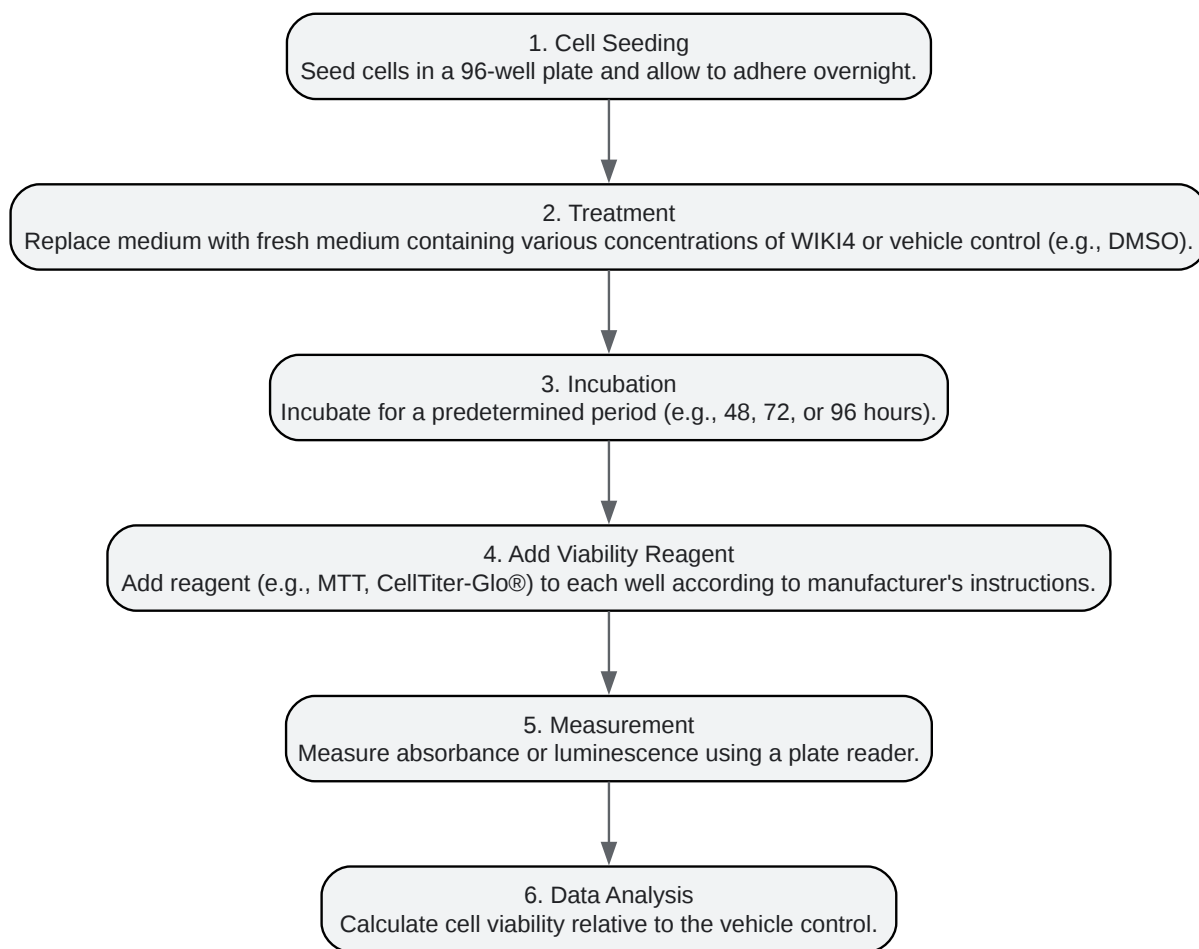 1. Cell Seeding
Seed cells in a 96-well plate and allow to adhere overnight.
2. Treatment
Replace medium with fresh medium containing various concentrations of WIKI4 or vehicle control (e.g., DMSO).
3. Incubation
Incubate for a predetermined period (e.g., 48, 72, or 96 hours).
4. Add Viability Reagent
Add reagent (e.g., MTT, CellTiter-Glo®) to each well according to manufacturer's instructions.
5. Measurement
Measure absorbance or luminescence using a plate reader.
6. Data Analysis
Calculate cell viability relative to the vehicle control.